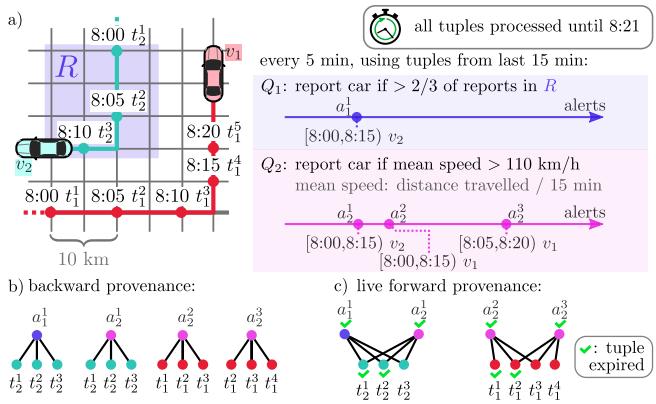 a)
8:00 t₂¹
v₁
R
8:05 t₂²
8:10 t₂³
v₂
8:20 t₁⁵
8:15 t₁⁴
8:00 t₁¹
8:05 t₁²
8:10 t₁³
10 km
all tuples processed until 8:21
every 5 min, using tuples from last 15 min:
Q₁: report car if > 2/3 of reports in R
a₁¹
alerts
[8:00,8:15) v₂
Q₂: report car if mean speed > 110 km/h
mean speed: distance travelled / 15 min
a₂¹ a₂² a₂³ alerts
[8:00,8:15) v₂ [8:05,8:20) v₁
[8:00,8:15) v₁
b) backward provenance:
a₁¹ a₂¹ a₂² a₂³
t₂¹ t₂² t₂³ t₂¹ t₂² t₂³ t₁¹ t₁² t₁³ t₁² t₁³ t₁⁴
c) live forward provenance:
a₁¹ a₂¹ a₂² a₂³
t₂¹ t₂² t₂³ t₁¹ t₁² t₁³ t₁⁴
✓: tuple
expired